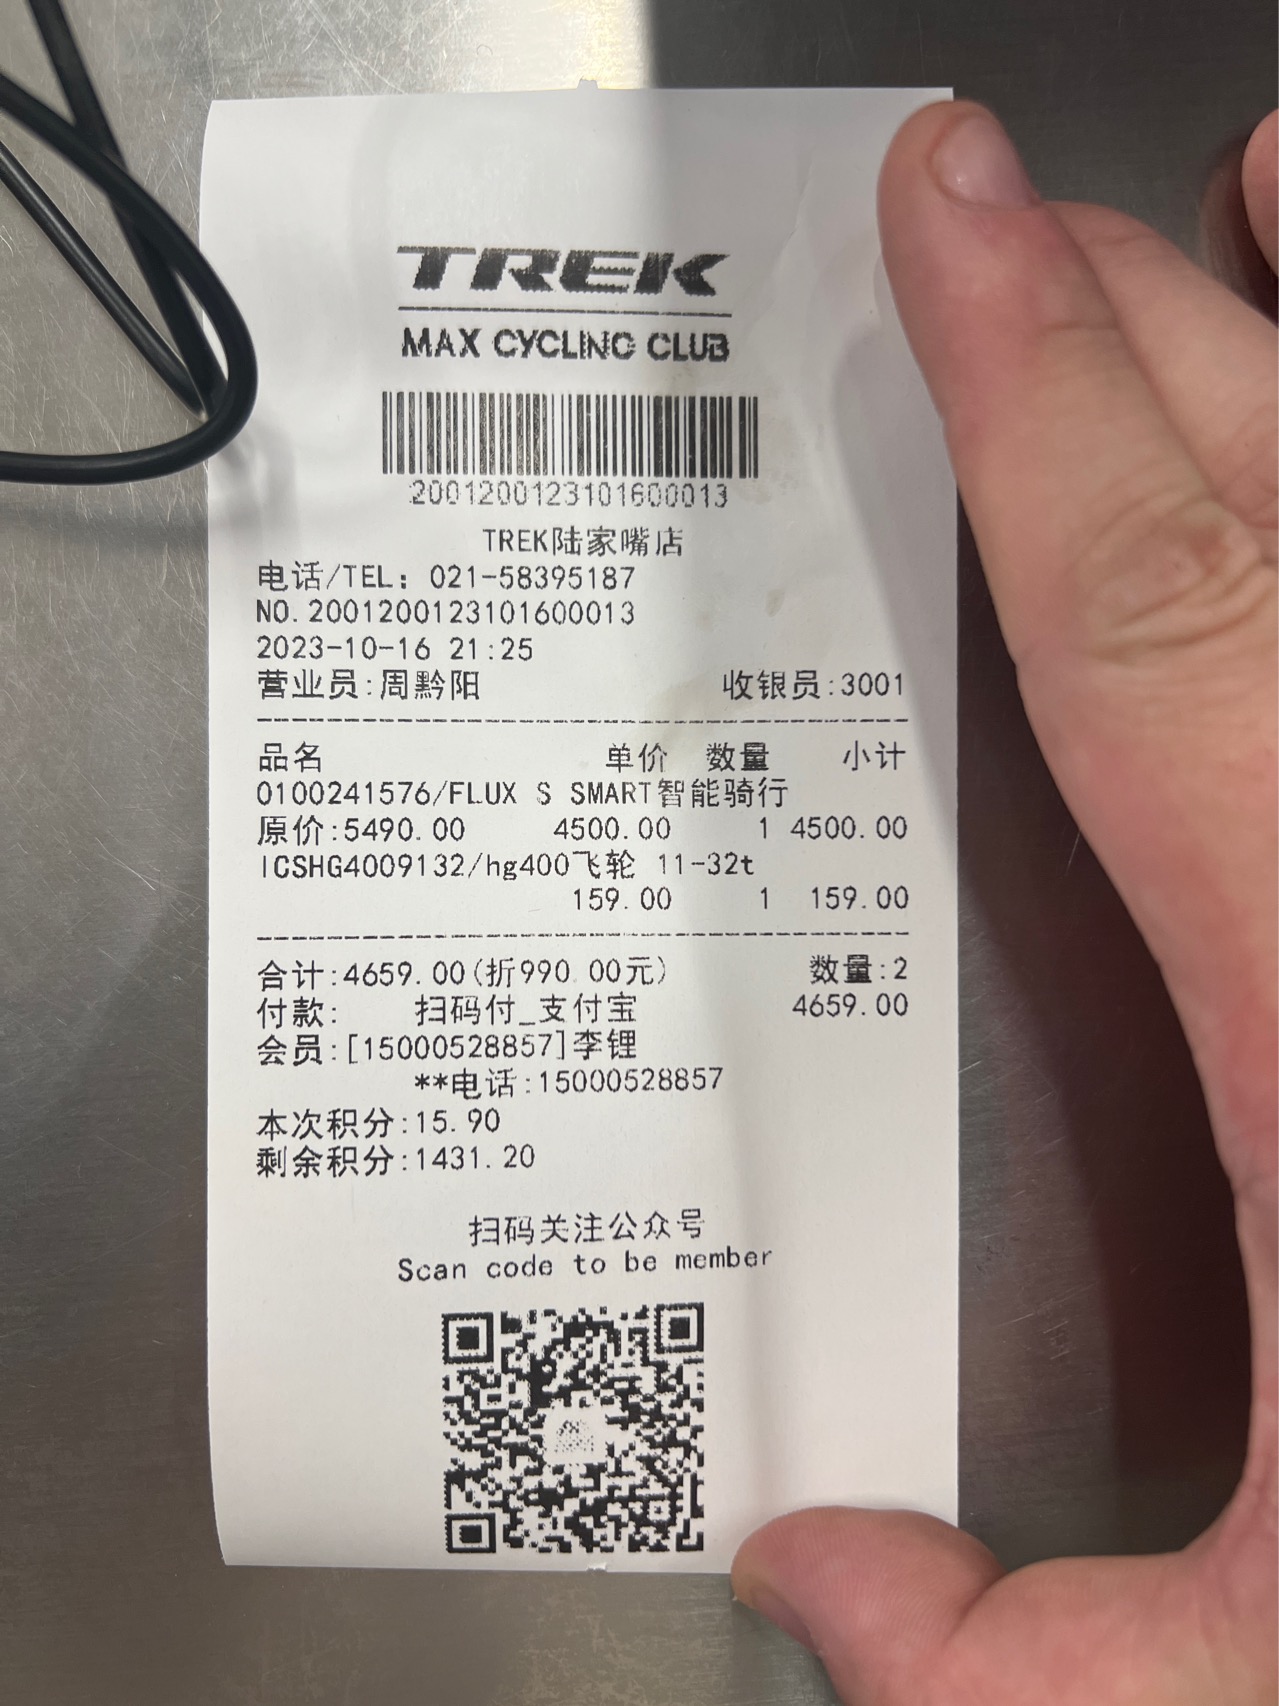 TREK
MAX CYCLING CLUB
2001200123101600013
TREK陆家嘴店
电话/TEL：021-58395187
NO.2001200123101600013
2023-10-16 21:25
营业员:周黔阳 收银员:3001
品名 单价 数量 小计
0100241576/FLUX S SMART智能骑行
原价:5490.00 4500.00 1 4500.00
ICSHG4009132/hg400飞轮 11-32t
159.00 1 159.00
合计:4659.00(折990.00元) 数量:2
付款: 扫码付_支付宝 4659.00
会员:[15000528857]李锂
**电话:15000528857
本次积分:15.90
剩余积分:1431.20
扫码关注公众号
Scan code to be member